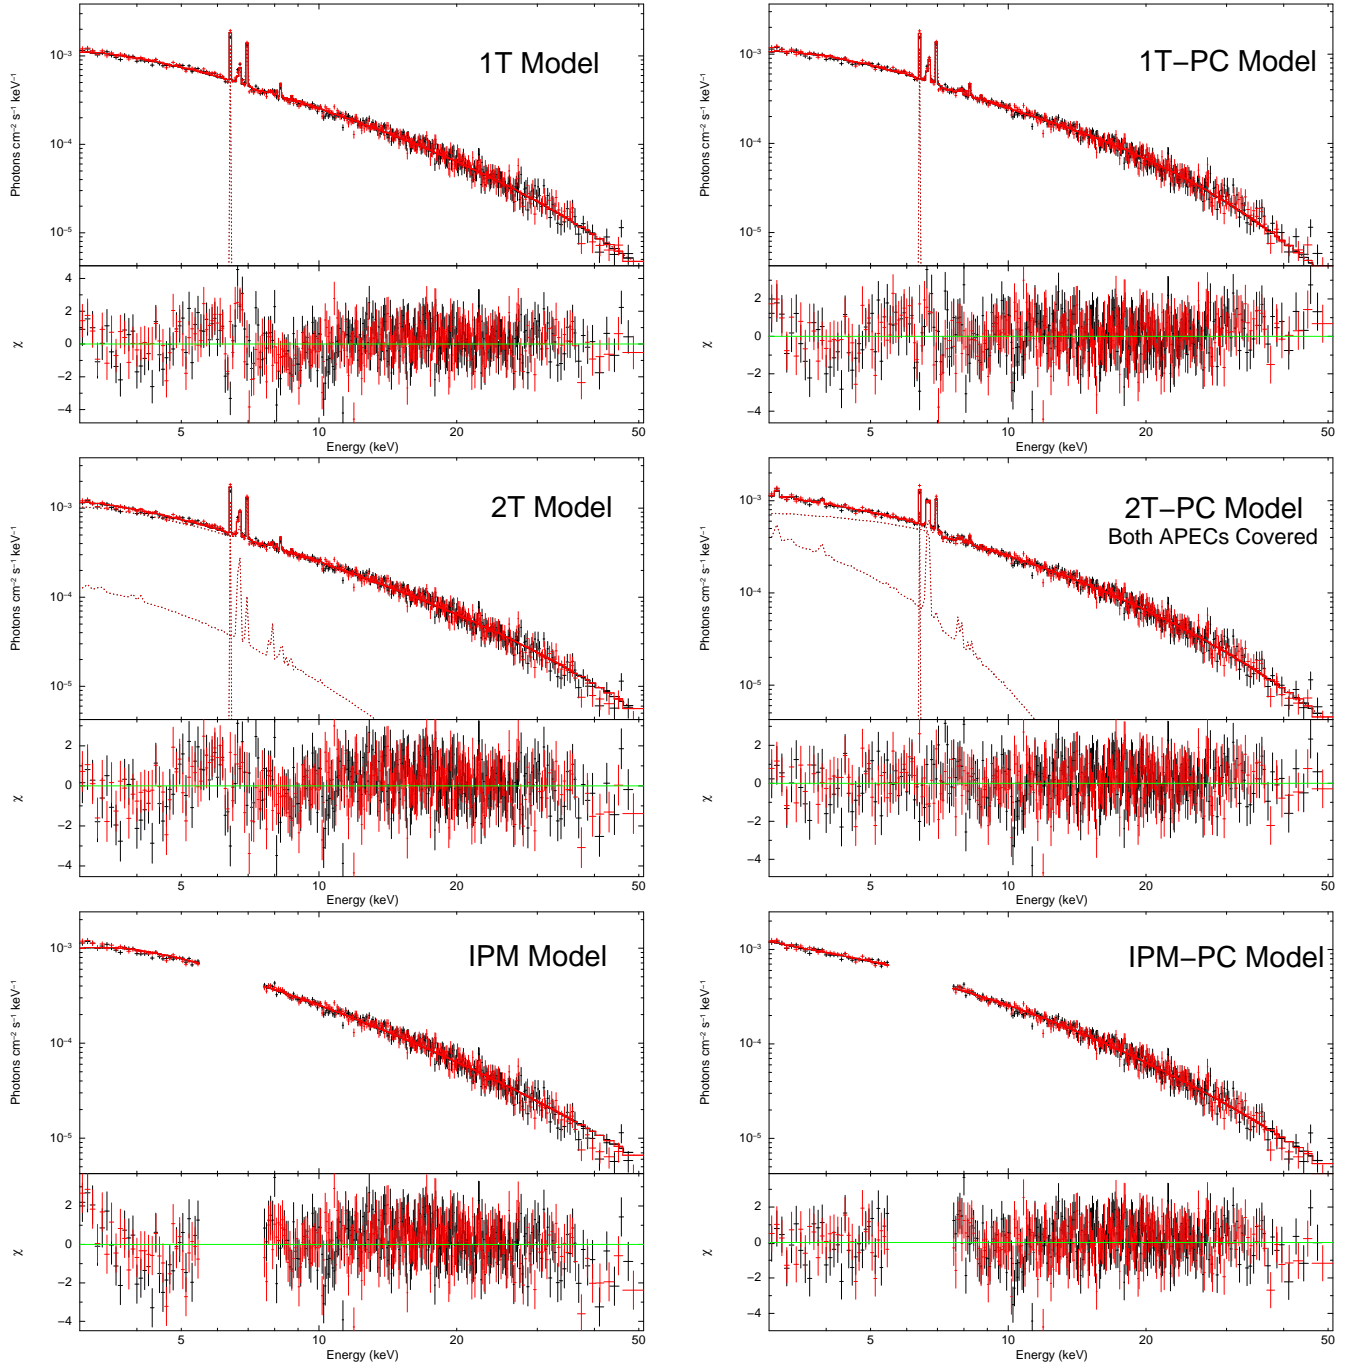 1T Model
Photons cm⁻² s⁻¹ keV⁻¹
10⁻³
10⁻⁴
10⁻⁵
χ
4
2
0
−2
−4
5
10
20
50
Energy (keV)
1T−PC Model
Photons cm⁻² s⁻¹ keV⁻¹
10⁻³
10⁻⁴
10⁻⁵
χ
2
0
−2
−4
5
10
20
50
Energy (keV)
2T Model
Photons cm⁻² s⁻¹ keV⁻¹
10⁻³
10⁻⁴
10⁻⁵
χ
2
0
−2
−4
5
10
20
50
Energy (keV)
2T−PC Model
Both APECs Covered
Photons cm⁻² s⁻¹ keV⁻¹
10⁻³
10⁻⁴
10⁻⁵
χ
2
0
−2
−4
5
10
20
50
Energy (keV)
IPM Model
Photons cm⁻² s⁻¹ keV⁻¹
10⁻³
10⁻⁴
10⁻⁵
χ
2
0
−2
−4
5
10
20
50
Energy (keV)
IPM−PC Model
Photons cm⁻² s⁻¹ keV⁻¹
10⁻³
10⁻⁴
10⁻⁵
χ
2
0
−2
−4
5
10
20
50
Energy (keV)